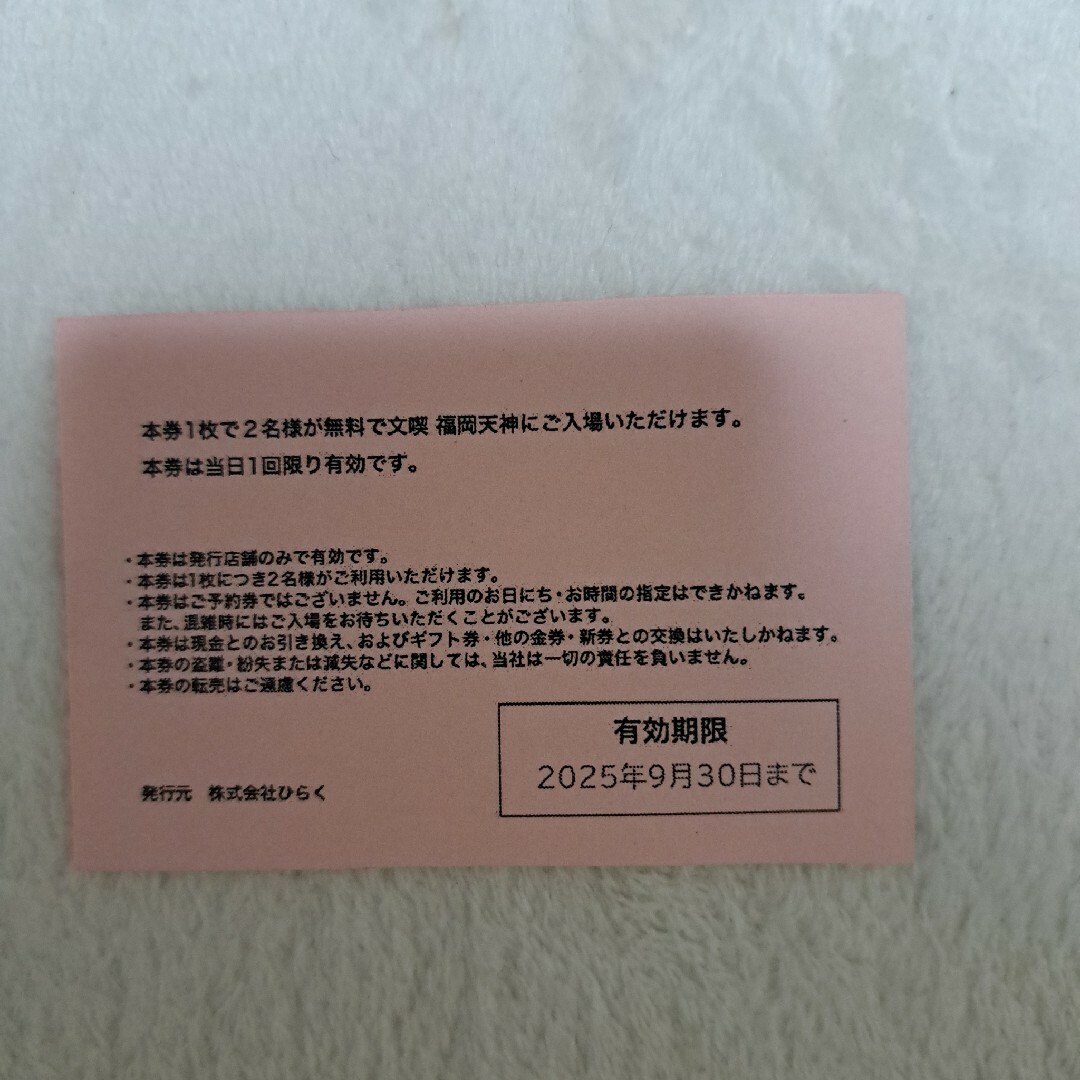 本券1枚で2名様が無料で文喫 福岡天神にご入場いただけます。
本券は当日1回限り有効です。
・本券は発行店舗のみで有効です。
・本券は1枚につき2名様がご利用いただけます。
・本券はご予約券ではございません。ご利用のお日にち・お時間の指定はできかねます。
また、混雑時にはご入場をお待ちいただくことがございます。
・本券は現金とのお引き換え、およびギフト券・他の金券・新券との交換はいたしかねます。
・本券の盗難・紛失または滅失などに関しては、当社は一切の責任を負いません。
・本券の転売はご遠慮ください。
有効期限
2025年9月30日まで
発行元 株式会社ひらく